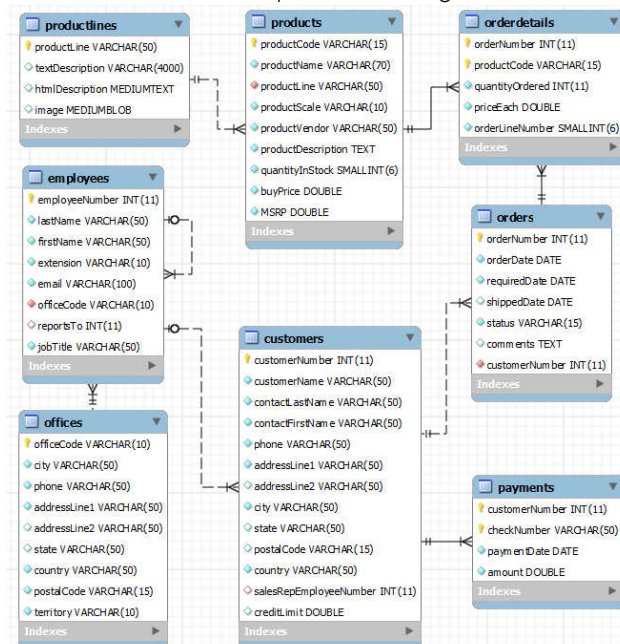 productlines
productLine VARCHAR(50)
textDescription VARCHAR(4000)
htmlDescription MEDIUMTEXT
image MEDIUMBLOB
Indexes
products
productCode VARCHAR(15)
productName VARCHAR(70)
productLine VARCHAR(50)
productScale VARCHAR(10)
productVendor VARCHAR(50)
productDescription TEXT
quantityInStock SMALLINT(6)
buyPrice DOUBLE
MSRP DOUBLE
Indexes
orderdetails
orderNumber INT(11)
productCode VARCHAR(15)
quantityOrdered INT(11)
priceEach DOUBLE
orderLineNumber SMALLINT(6)
Indexes
employees
employeeNumber INT(11)
lastName VARCHAR(50)
firstName VARCHAR(50)
extension VARCHAR(10)
email VARCHAR(100)
officeCode VARCHAR(10)
reportsTo INT(11)
jobTitle VARCHAR(50)
Indexes
orders
orderNumber INT(11)
orderDate DATE
requiredDate DATE
shippedDate DATE
status VARCHAR(15)
comments TEXT
customerNumber INT(11)
Indexes
customers
customerNumber INT(11)
customerName VARCHAR(50)
contactLastName VARCHAR(50)
contactFirstName VARCHAR(50)
phone VARCHAR(50)
addressLine1 VARCHAR(50)
addressLine2 VARCHAR(50)
city VARCHAR(50)
state VARCHAR(50)
postalCode VARCHAR(15)
country VARCHAR(50)
salesRepEmployeeNumber INT(11)
creditLimit DOUBLE
Indexes
offices
officeCode VARCHAR(10)
city VARCHAR(50)
phone VARCHAR(50)
addressLine1 VARCHAR(50)
addressLine2 VARCHAR(50)
state VARCHAR(50)
country VARCHAR(50)
postalCode VARCHAR(15)
territory VARCHAR(10)
Indexes
payments
customerNumber INT(11)
checkNumber VARCHAR(50)
paymentDate DATE
amount DOUBLE
Indexes